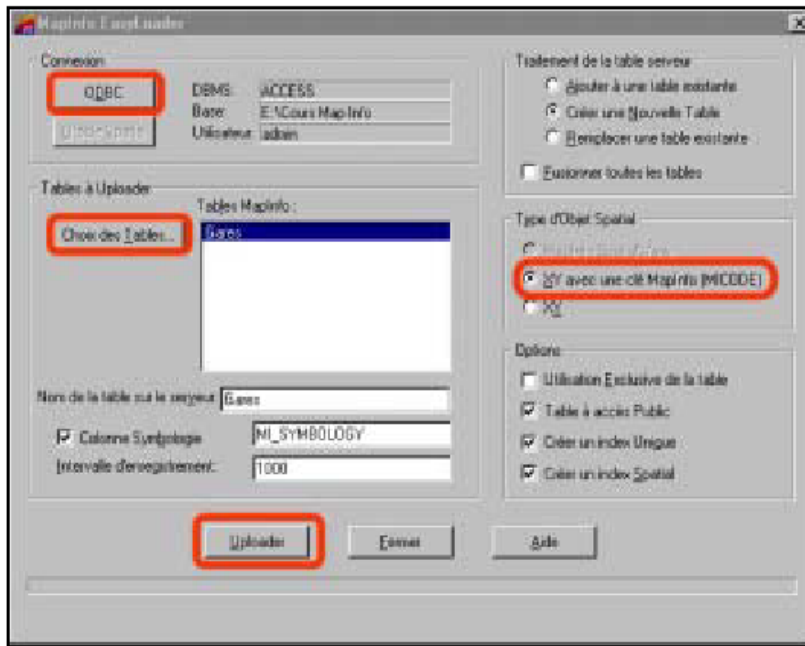 MapInfo EasyLoader
Connexion
ODBC
DBMS: ACCESS
Base: E:\Cours Map-Info
Utilisateur: admin
Tables à Uploader
Choix des Tables...
Tables MapInfo :
Gares
Nom de la table sur le serveur
Gares
Colonne Symbologie
MI_SYMBOLOGY
Intervalle d'enregistrement:
1000
Traitement de la table serveur
Ajouter à une table existante
Créer une Nouvelle Table
Remplacer une table existante
Fusionner toutes les tables
Type d'Objet Spatial
XY avec une clé MapInfo (MICODE)
XY
Options
Utilisation Exclusive de la table
Table à accès Public
Créer un index Unique
Créer un index Spatial
Uploader
Fermer
Aide